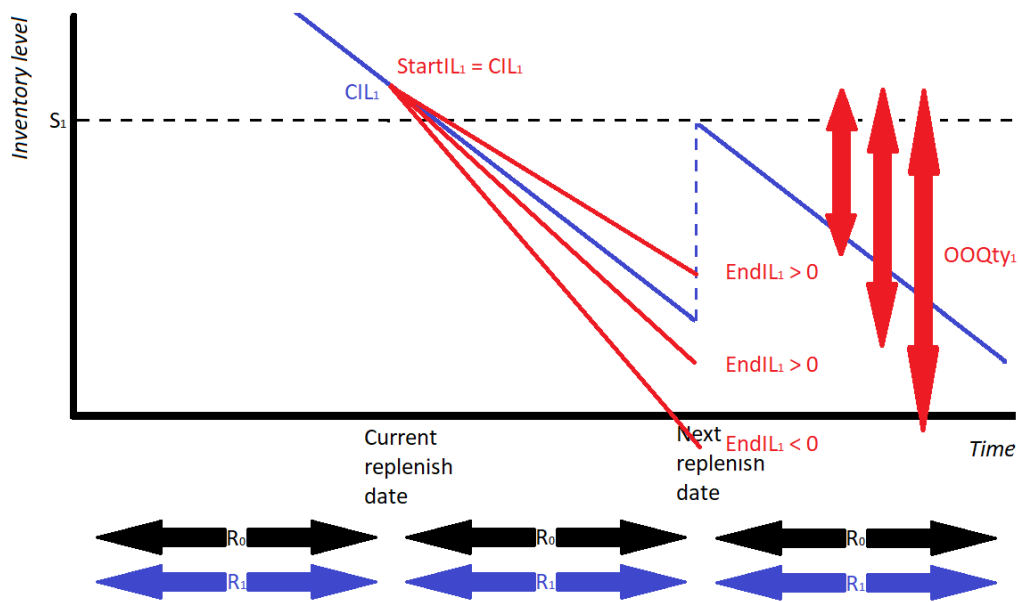 Inventory level
StartIL₁ = CIL₁
CIL₁
S₁
OOQty₁
EndIL₁ > 0
EndIL₁ > 0
EndIL₁ < 0
Current
replenish
date
Next
replenish
date
Time
R₀
R₀
R₀
R₁
R₁
R₁